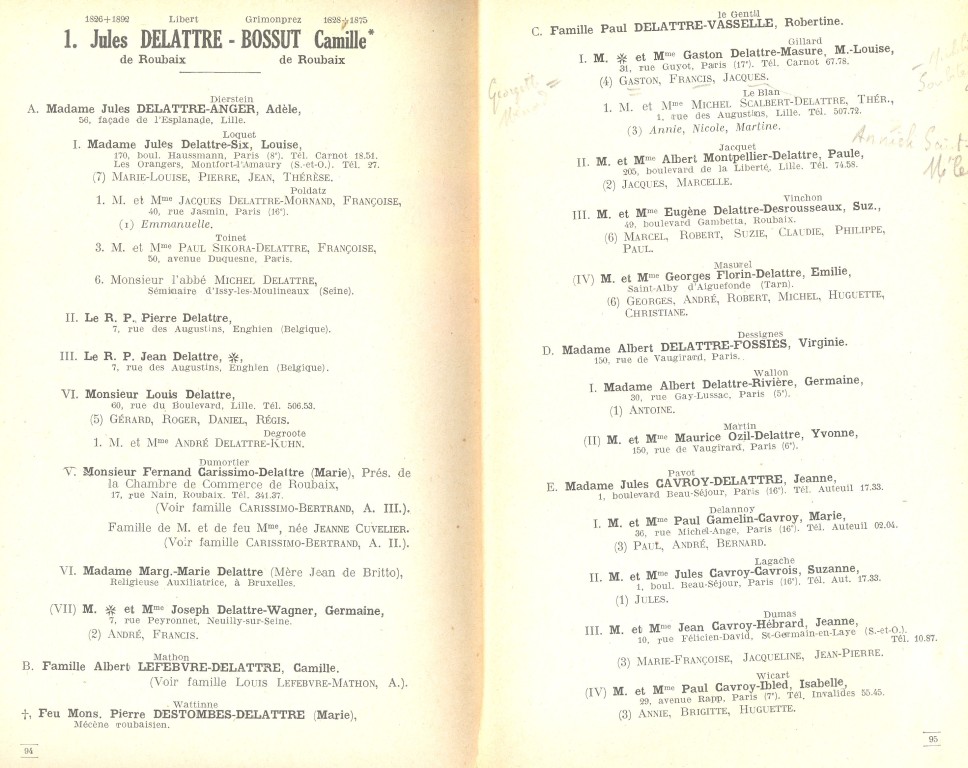 1826+1892 Libert Grimonprez 1828+1875
1. Jules DELATTRE - BOSSUT Camille*
de Roubaix de Roubaix
Dierstein
A. Madame Jules DELATTRE-ANGER, Adèle,
56, façade de l'Esplanade, Lille.
Loquet
I. Madame Jules Delattre-Six, Louise,
170, boul. Haussmann, Paris (8e). Tél. Carnot 18.51.
Les Orangers, Montfort-l'Amaury (S.-et-O.). Tél. 27.
(7) MARIE-LOUISE, PIERRE, JEAN, THÉRÈSE.
Poldatz
1. M. et Mme JACQUES DELATTRE-MORNAND, FRANÇOISE,
40, rue Jasmin, Paris (16e).
(1) Emmanuelle.
Toinet
3. M. et Mme PAUL SIKORA-DELATTRE, FRANÇOISE,
50, avenue Duquesne, Paris.
6. Monsieur l'abbé MICHEL DELATTRE,
Séminaire d'Issy-les-Moulineaux (Seine).
II. Le R. P. Pierre Delattre,
7, rue des Augustins, Enghien (Belgique).
III. Le R. P. Jean Delattre, ※,
7, rue des Augustins, Enghien (Belgique).
VI. Monsieur Louis Delattre,
60, rue du Boulevard, Lille. Tél. 506.53.
(5) GÉRARD, ROGER, DANIEL, RÉGIS.
Degroote
1. M. et Mme ANDRÉ DELATTRE-KUHN.
Dumortier
V. Monsieur Fernand Carissimo-Delattre (Marie), Prés. de
la Chambre de Commerce de Roubaix,
17, rue Nain, Roubaix. Tél. 341.37.
(Voir famille CARISSIMO-BERTRAND, A. III.).
Famille de M. et de feu Mme, née JEANNE CUVELIER.
(Voir famille CARISSIMO-BERTRAND, A. II.).
VI. Madame Marg.-Marie Delattre (Mère Jean de Britto),
Religieuse Auxiliatrice, à Bruxelles.
(VII) M. ※ et Mme Joseph Delattre-Wagner, Germaine,
7, rue Peyronnet, Neuilly-sur-Seine.
(2) ANDRÉ, FRANCIS.
Mathon
B. Famille Albert LEFEBVRE-DELATTRE, Camille.
(Voir famille LOUIS LEFEBVRE-MATHON, A.).
Wattinne
†, Feu Mons. Pierre DESTOMBES-DELATTRE (Marie),
Mécène roubaisien.
94
le Gentil
C. Famille Paul DELATTRE-VASSELLE, Robertine.
Gillard
I. M. ※ et Mme Gaston Delattre-Masure, M.-Louise,
31, rue Guyot, Paris (17e). Tél. Carnot 67.78.
(4) GASTON, FRANCIS, JACQUES.
Le Blan
1. M. et Mme MICHEL SCALBERT-DELATTRE, THÉR.,
1, rue des Augustins, Lille. Tél. 507.72.
(3) Annie, Nicole, Martine.
Jacquet
II. M. et Mme Albert Montpellier-Delattre, Paule,
205, boulevard de la Liberté, Lille. Tél. 74.58.
(2) JACQUES, MARCELLE.
Vinchon
III. M. et Mme Eugène Delattre-Desrousseaux, Suz.,
49, boulevard Gambetta, Roubaix.
(6) MARCEL, ROBERT, SUZIE, CLAUDIE, PHILIPPE,
PAUL.
Masurel
(IV) M. et Mme Georges Florin-Delattre, Emilie,
Saint-Alby d'Aiguefonde (Tarn).
(6) GEORGES, ANDRÉ, ROBERT, MICHEL, HUGUETTE,
CHRISTIANE.
Dessignes
D. Madame Albert DELATTRE-FOSSIÉS, Virginie.
150, rue de Vaugirard, Paris.
Wallon
I. Madame Albert Delattre-Rivière, Germaine,
30, rue Gay-Lussac, Paris (5e).
(1) ANTOINE.
Martin
(II) M. et Mme Maurice Ozil-Delattre, Yvonne,
150, rue de Vaugirard, Paris (6e).
Pavot
E. Madame Jules CAVROY-DELATTRE, Jeanne,
1, boulevard Beau-Séjour, Paris (16e). Tél. Auteuil 17.33.
Delannoy
I. M. et Mme Paul Gamelin-Cavroy, Marie,
36, rue Michel-Ange, Paris (16e). Tél. Auteuil 02.04.
(3) PAUL, ANDRÉ, BERNARD.
Lagache
II. M. et Mme Jules Cavroy-Cavrois, Suzanne,
1, boul. Beau-Séjour, Paris (16e). Tél. Aut. 17.33.
(1) JULES.
Dumas
III. M. et Mme Jean Cavroy-Hébrard, Jeanne,
10, rue Félicien-David, St-Germain-en-Laye (S.-et-O.).
Tél. 10.87.
(3) MARIE-FRANÇOISE, JACQUELINE, JEAN-PIERRE.
Wicart
(IV) M. et Mme Paul Cavroy-Ibled, Isabelle,
29, avenue Rapp, Paris (7e). Tél. Invalides 55.45.
(3) ANNIE, BRIGITTE, HUGUETTE.
95